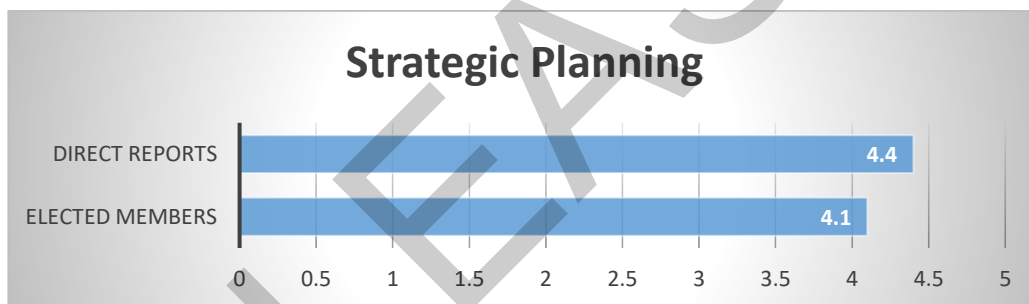 Strategic Planning
DIRECT REPORTS
4.4
ELECTED MEMBERS
4.1
0 0.5 1 1.5 2 2.5 3 3.5 4 4.5 5